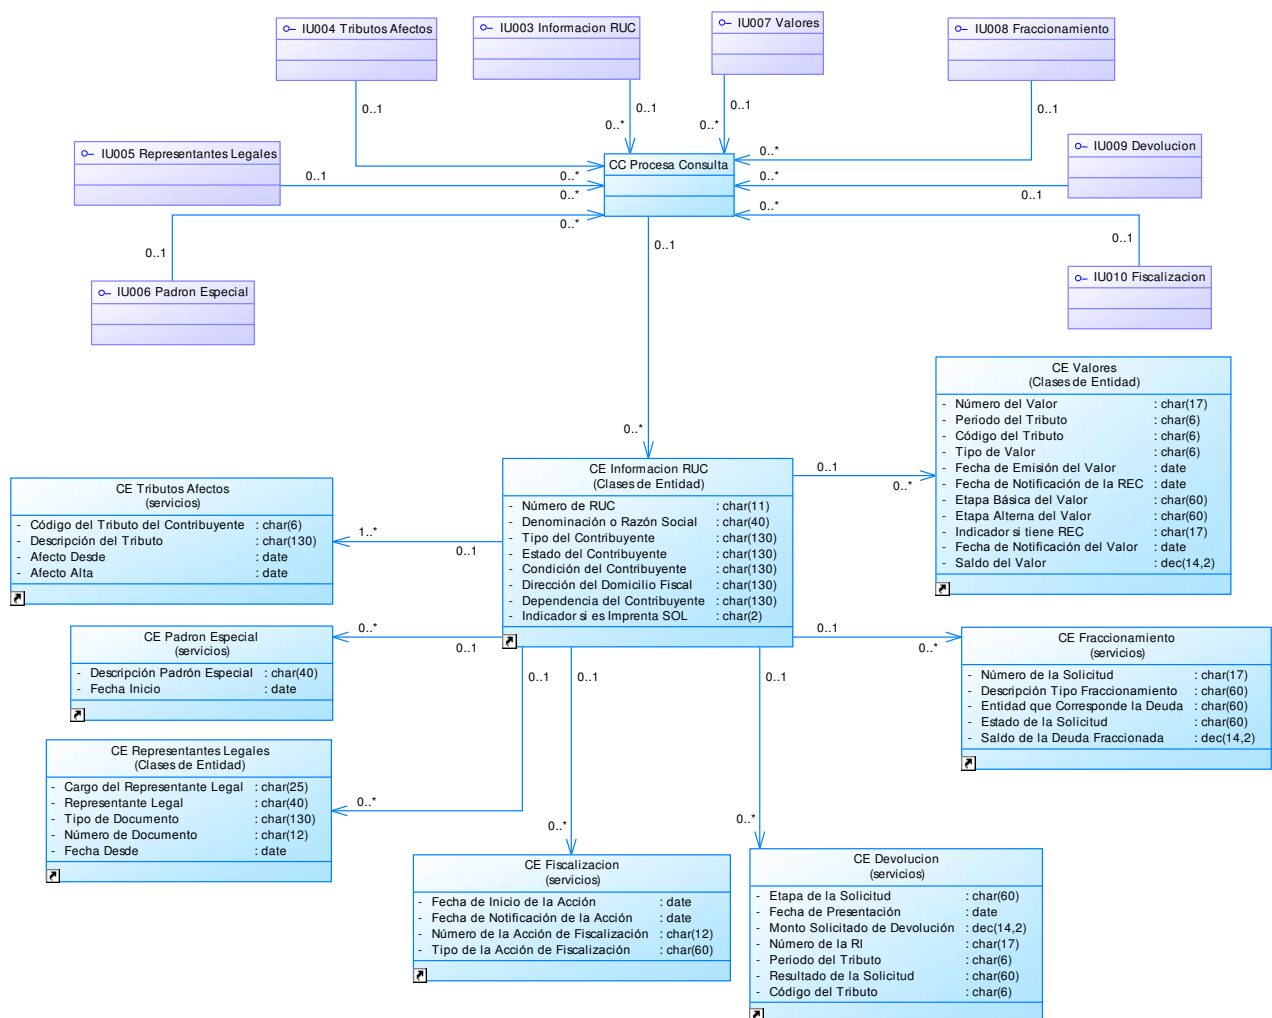 IU004 Tributos Afectos
IU003 Informacion RUC
IU007 Valores
IU008 Fraccionamiento
0..1
0..1
0..1
0..1
0..*
0..*
IU005 Representantes Legales
0..1
0..*
0..*
CC Procesa Consulta
0..*
0..*
0..1
IU009 Devolucion
0..*
0..*
0..1
0..1
0..1
IU006 Padron Especial
IU010 Fiscalizacion
0..*
CE Valores
(Clases de Entidad)
- Número del Valor : char(17)
- Periodo del Tributo : char(6)
- Código del Tributo : char(6)
- Tipo de Valor : char(6)
- Fecha de Emisión del Valor : date
- Fecha de Notificación de la REC : date
- Etapa Básica del Valor : char(60)
- Etapa Alterna del Valor : char(60)
- Indicador si tiene REC : char(17)
- Fecha de Notificación del Valor : date
- Saldo del Valor : dec(14,2)
CE Informacion RUC
(Clases de Entidad)
- Número de RUC : char(11)
- Denominación o Razón Social : char(40)
- Tipo del Contribuyente : char(130)
- Estado del Contribuyente : char(130)
- Condición del Contribuyente : char(130)
- Dirección del Domicilio Fiscal : char(130)
- Dependencia del Contribuyente : char(130)
- Indicador si es Imprenta SOL : char(2)
0..1
0..*
CE Tributos Afectos
(servicios)
- Código del Tributo del Contribuyente : char(6)
- Descripción del Tributo : char(130)
- Afecto Desde : date
- Afecto Alta : date
1..*
0..1
CE Padron Especial
(servicios)
- Descripción Padrón Especial : char(40)
- Fecha Inicio : date
0..*
0..1
0..1
0..1
0..1
0..1
0..*
CE Fraccionamiento
(servicios)
- Número de la Solicitud : char(17)
- Descripción Tipo Fraccionamiento : char(60)
- Entidad que Corresponde la Deuda : char(60)
- Estado de la Solicitud : char(60)
- Saldo de la Deuda Fraccionada : dec(14,2)
CE Representantes Legales
(Clases de Entidad)
- Cargo del Representante Legal : char(25)
- Representante Legal : char(40)
- Tipo de Documento : char(130)
- Número de Documento : char(12)
- Fecha Desde : date
0..*
0..*
0..*
CE Fiscalizacion
(servicios)
- Fecha de Inicio de la Acción : date
- Fecha de Notificación de la Acción : date
- Número de la Acción de Fiscalización : char(12)
- Tipo de la Acción de Fiscalización : char(60)
CE Devolucion
(servicios)
- Etapa de la Solicitud : char(60)
- Fecha de Presentación : date
- Monto Solicitado de Devolución : dec(14,2)
- Número de la RI : char(17)
- Periodo del Tributo : char(6)
- Resultado de la Solicitud : char(60)
- Código del Tributo : char(6)